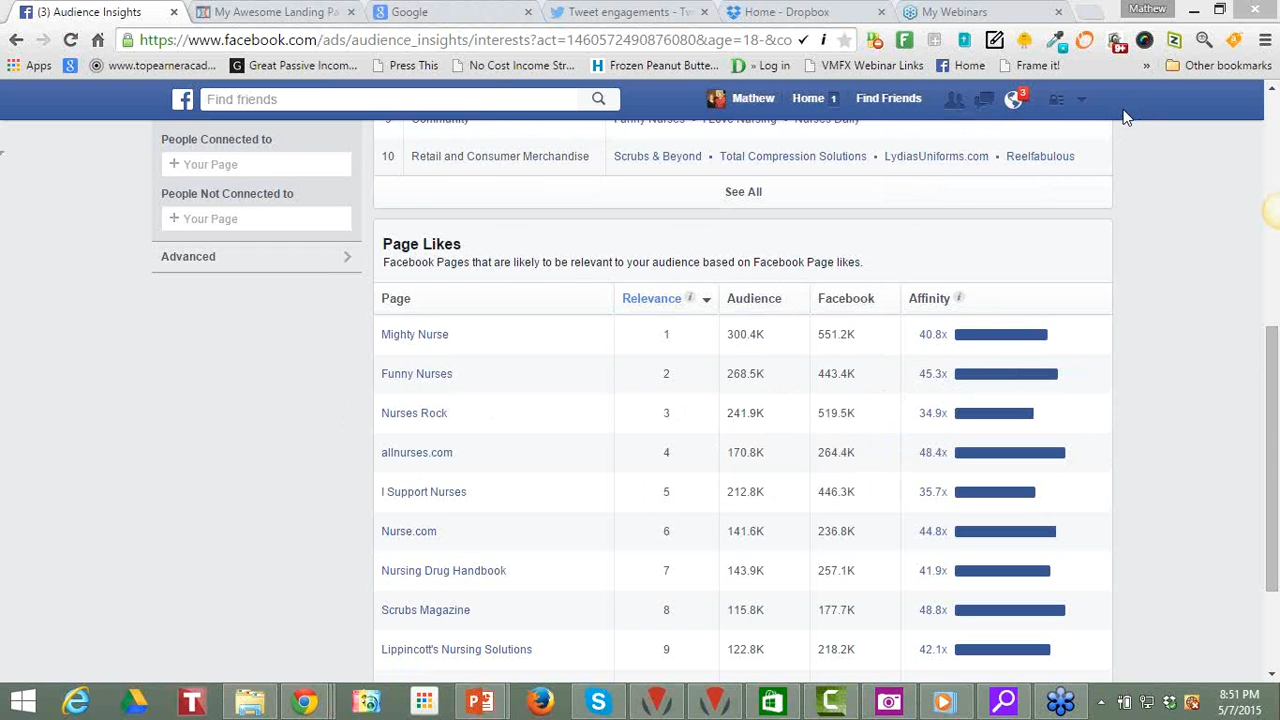 (3) Audience Insights
My Awesome Landing Pa
Google
Tweet engagements - Tw
Home - Dropbox
My Webinars
Mathew
https://www.facebook.com/ads/audience_insights/interests?act=1460572490876080&age=18-&co
Apps
www.topearneracad...
Great Passive Incom...
Press This
No Cost Income Str...
Frozen Peanut Butte...
» Log in
VMFX Webinar Links
Home
Frame it!
»
Other bookmarks
Find friends
Mathew
Home 1
Find Friends
3
People Connected to
+ Your Page
People Not Connected to
+ Your Page
Advanced
9 Community Funny Nurses • I Love Nursing • Nurses Daily
10 Retail and Consumer Merchandise Scrubs & Beyond • Total Compression Solutions • LydiasUniforms.com • Reelfabulous
See All
Page Likes
Facebook Pages that are likely to be relevant to your audience based on Facebook Page likes.
Page Relevance Audience Facebook Affinity
Mighty Nurse 1 300.4K 551.2K 40.8x
Funny Nurses 2 268.5K 443.4K 45.3x
Nurses Rock 3 241.9K 519.5K 34.9x
allnurses.com 4 170.8K 264.4K 48.4x
I Support Nurses 5 212.8K 446.3K 35.7x
Nurse.com 6 141.6K 236.8K 44.8x
Nursing Drug Handbook 7 143.9K 257.1K 41.9x
Scrubs Magazine 8 115.8K 177.7K 48.8x
Lippincott's Nursing Solutions 9 122.8K 218.2K 42.1x
8:51 PM
5/7/2015